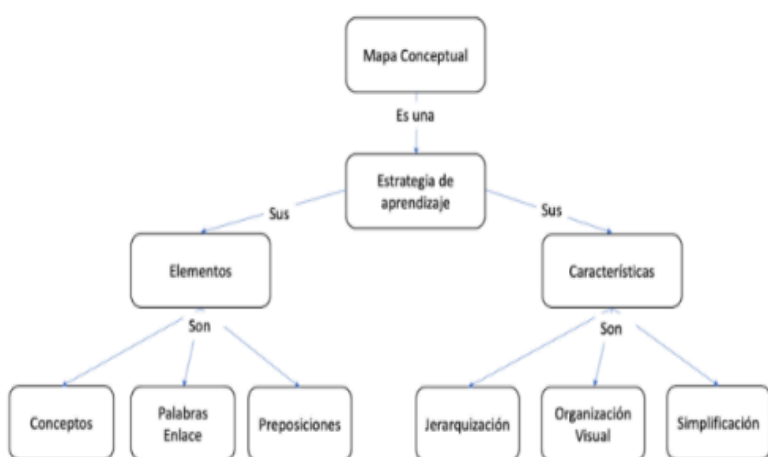 Mapa Conceptual
Es una
Estrategia de
aprendizaje
Sus
Sus
Elementos
Características
Son
Son
Conceptos
Palabras
Enlace
Preposiciones
Jerarquización
Organización
Visual
Simplificación